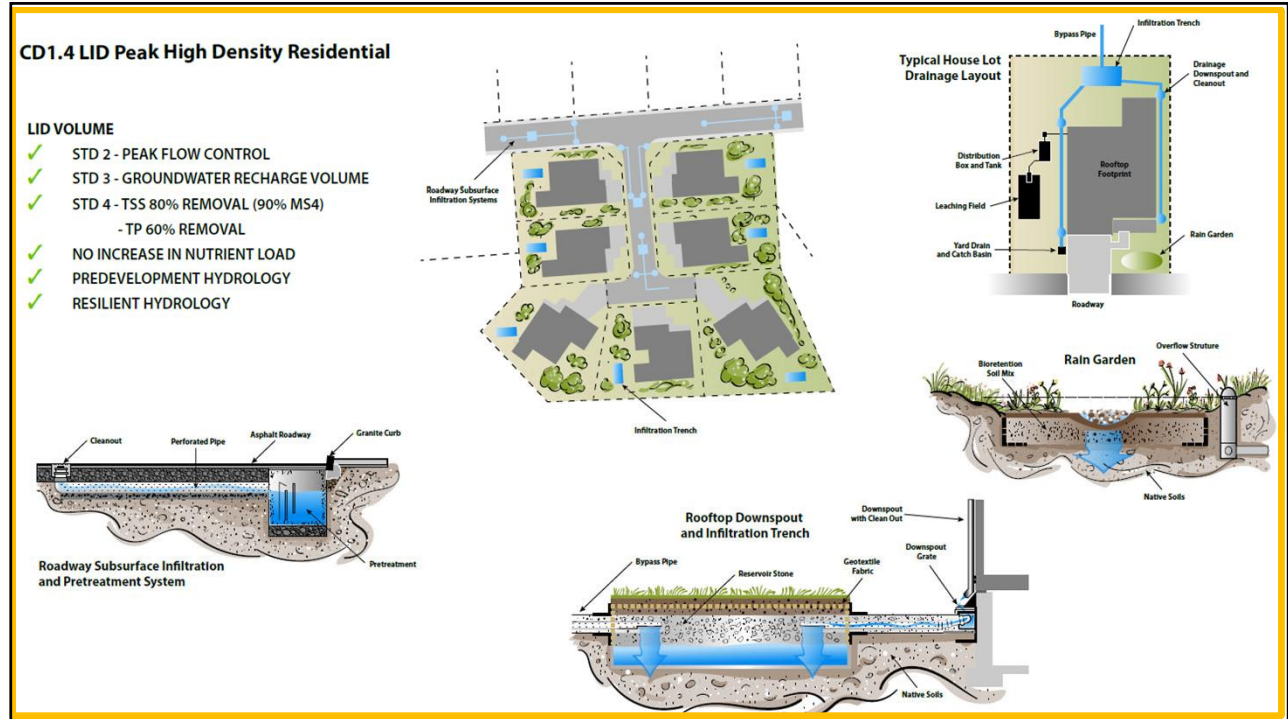 CD1.4 LID Peak High Density Residential
LID VOLUME
✓ STD 2 - PEAK FLOW CONTROL
✓ STD 3 - GROUNDWATER RECHARGE VOLUME
✓ STD 4 - TSS 80% REMOVAL (90% MS4)
- TP 60% REMOVAL
✓ NO INCREASE IN NUTRIENT LOAD
✓ PREDEVELOPMENT HYDROLOGY
✓ RESILIENT HYDROLOGY
Roadway Subsurface
Infiltration Systems
Infiltration Trench
Typical House Lot
Drainage Layout
Bypass Pipe
Infiltration Trench
Drainage
Downspout and
Cleanout
Distribution
Box and Tank
Rooftop
Footprint
Leaching Field
Yard Drain
and Catch Basin
Rain Garden
Roadway
Rain Garden
Bioretention
Soil Mix
Overflow Struture
Native Soils
Cleanout
Perforated Pipe
Asphalt Roadway
Granite Curb
Pretreatment
Roadway Subsurface Infiltration
and Pretreatment System
Rooftop Downspout
and Infiltration Trench
Downspout
with Clean Out
Downspout
Grate
Bypass Pipe
Reservoir Stone
Geotextile
Fabric
Native Soils